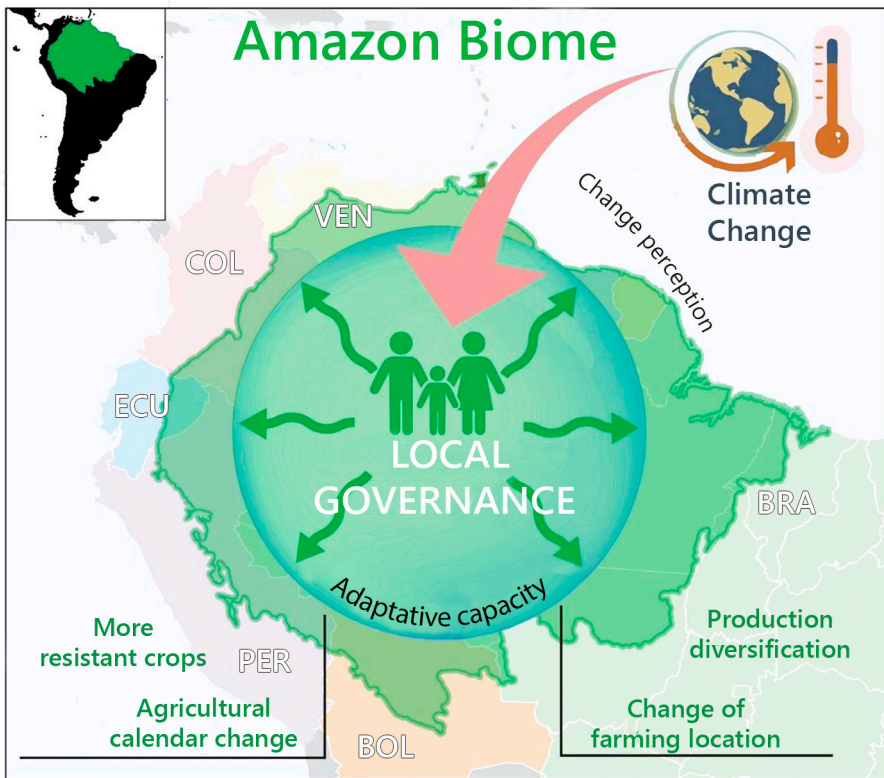 Amazon Biome
Climate
Change
Change perception
VEN
COL
ECU
LOCAL
GOVERNANCE
BRA
Adaptative capacity
More
resistant crops
PER
Production
diversification
Agricultural
calendar change
BOL
Change of
farming location